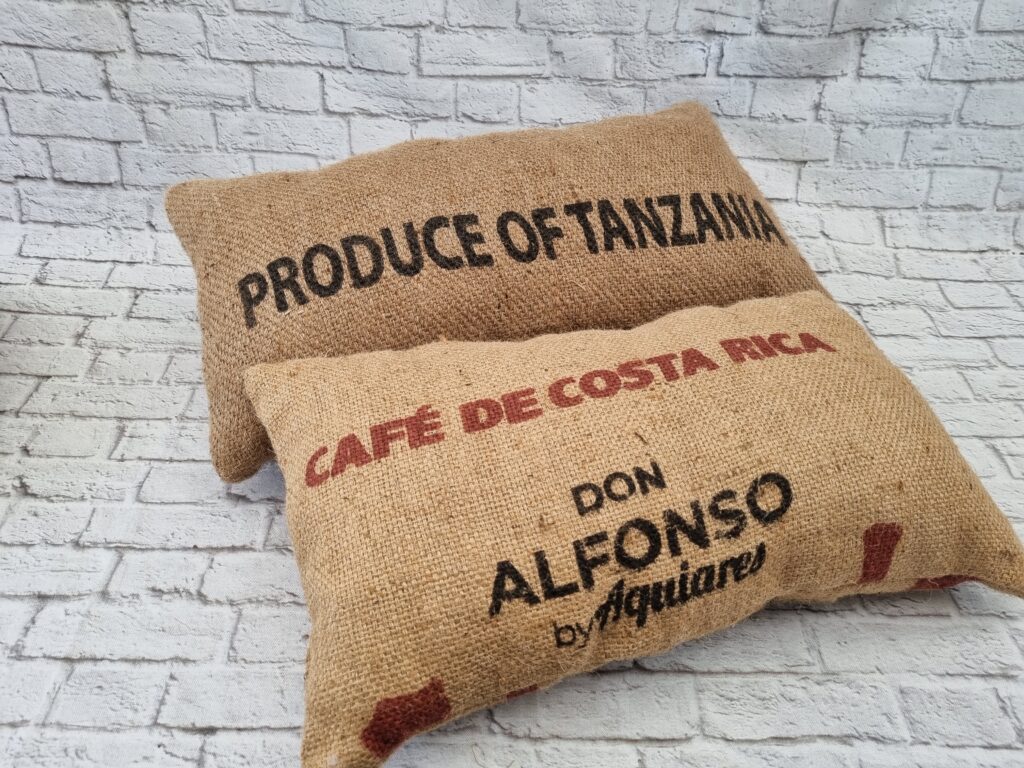 PRODUCE OF TANZANIA
CAFÉ DE COSTA RICA
DON
ALFONSO
by Aquiares